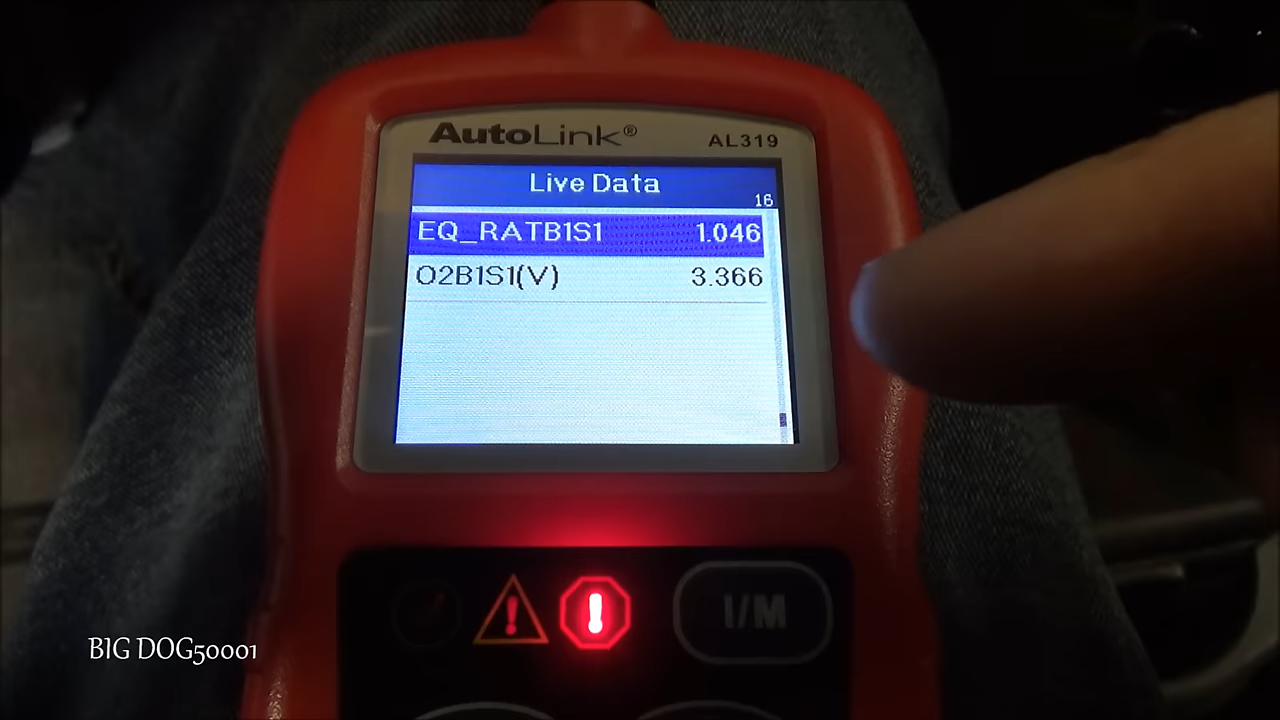 AutoLink®
AL319
Live Data
16
EQ_RATB1S1 1.046
O2B1S1(V) 3.366
I/M
BIG DOG50001